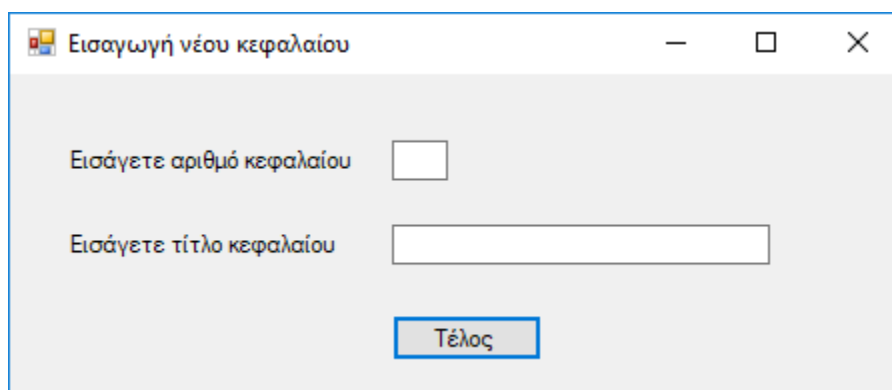 Εισαγωγή νέου κεφαλαίου
Εισάγετε αριθμό κεφαλαίου
Εισάγετε τίτλο κεφαλαίου
Τέλος